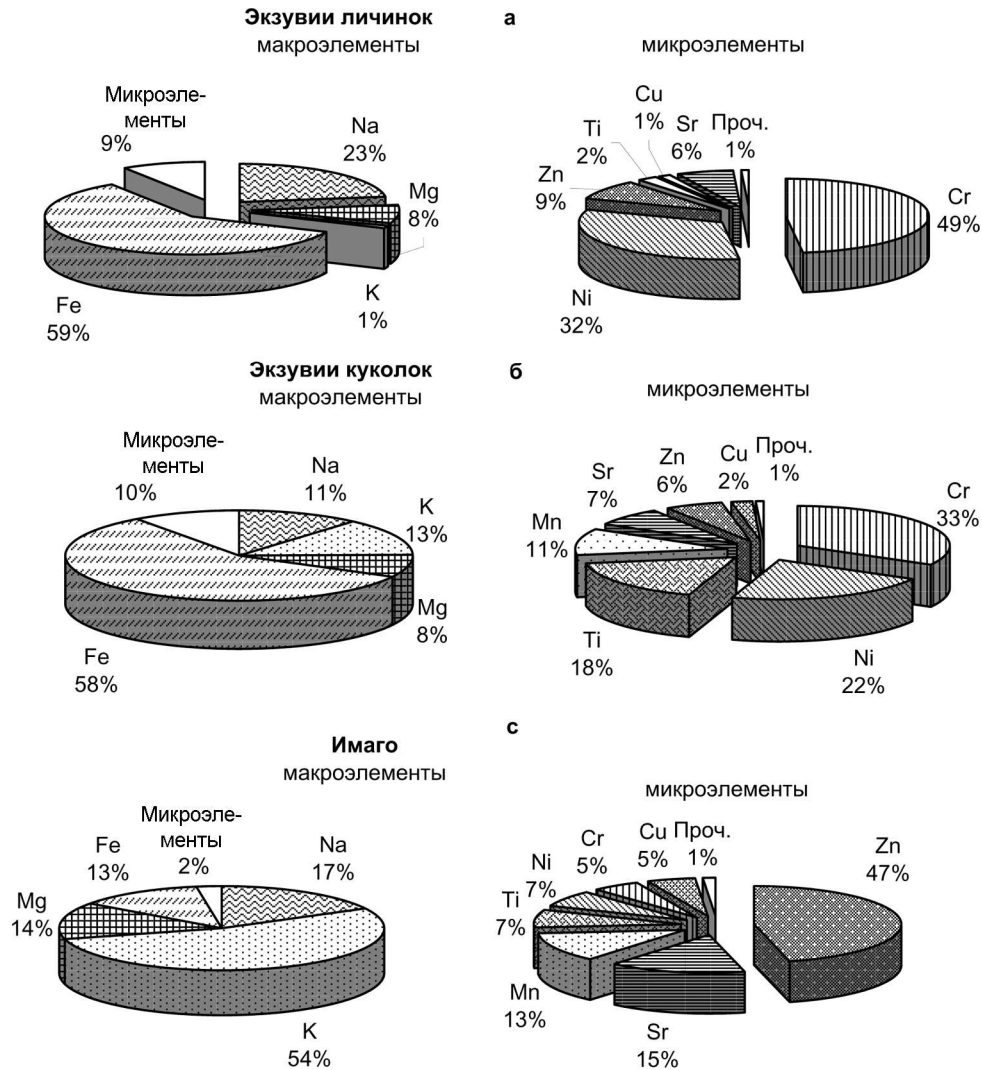 Экзувии личинок
макроэлементы
а
микроэлементы
Микроэле-
менты
9%
Na
23%
Mg
8%
K
1%
Fe
59%
Cu
1%
Ti
2%
Sr
6%
Проч.
1%
Zn
9%
Cr
49%
Ni
32%
Экзувии куколок
макроэлементы
б
микроэлементы
Микроэле-
менты
10%
Na
11%
K
13%
Mg
8%
Fe
58%
Sr
7%
Zn
6%
Cu
2%
Проч.
1%
Cr
33%
Mn
11%
Ti
18%
Ni
22%
Имаго
макроэлементы
с
микроэлементы
Микроэле-
менты
2%
Fe
13%
Na
17%
Mg
14%
K
54%
Ni
7%
Cr
5%
Cu
5%
Проч.
1%
Zn
47%
Ti
7%
Mn
13%
Sr
15%